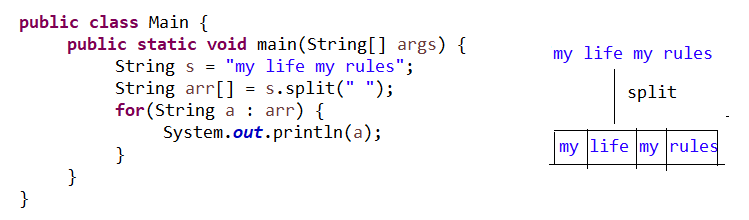 public class Main {
public static void main(String[] args) {
String s = "my life my rules";
String arr[] = s.split(" ");
for(String a : arr) {
System.out.println(a);
}
}
}
my life my rules
split
my life my rules